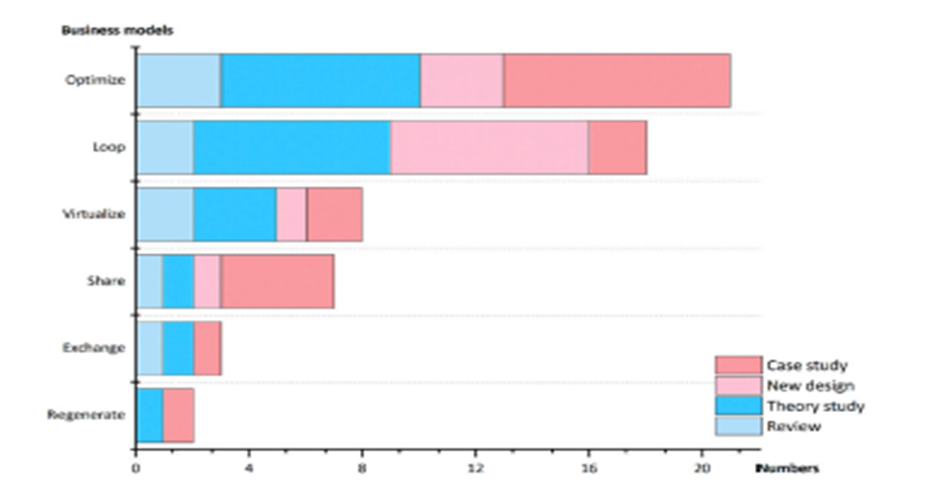 Business models
Optimize
Loop
Virtualize
Share
Exchange
Regenerate
Case study
New design
Theory study
Review
0 4 8 12 16 20 Numbers